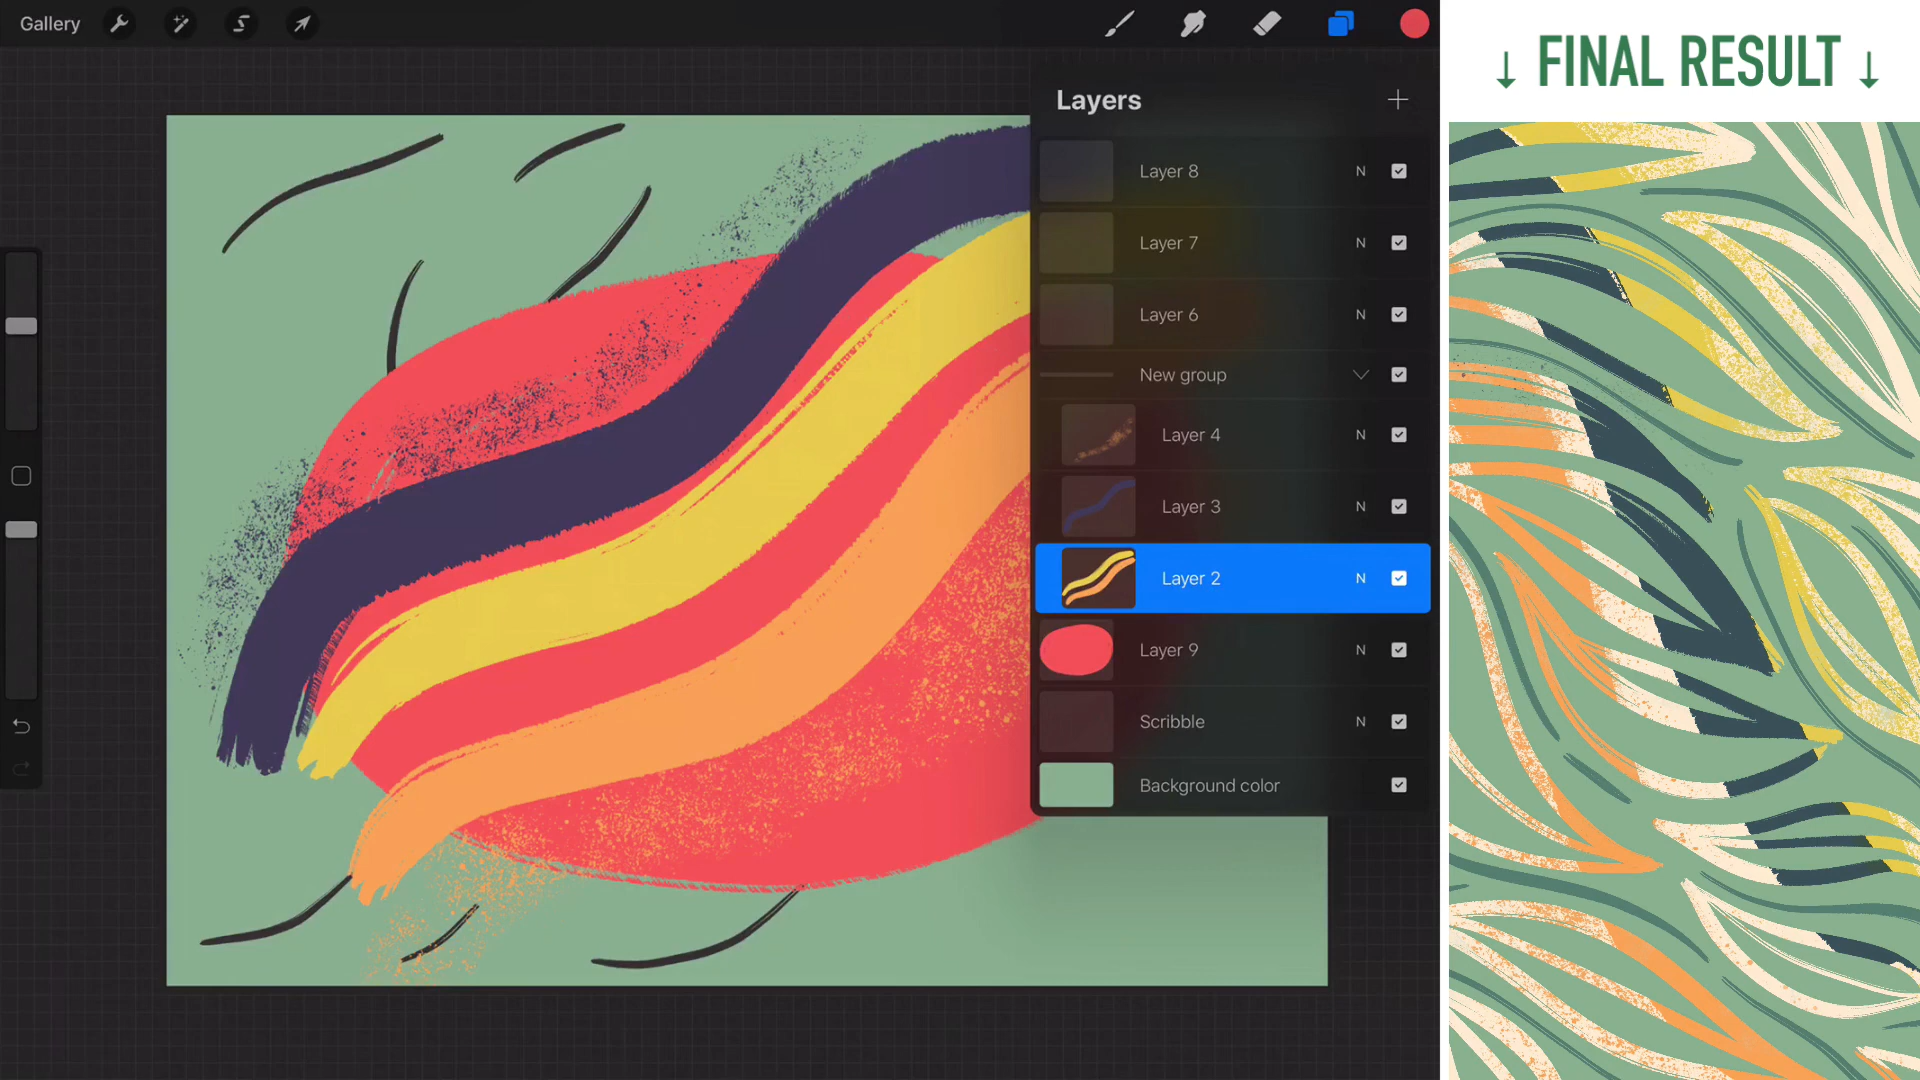 Gallery
↓ FINAL RESULT ↓
Layers
Layer 8 N
Layer 7 N
Layer 6 N
New group
Layer 4 N
Layer 3 N
Layer 2 N
Layer 9 N
Scribble N
Background color